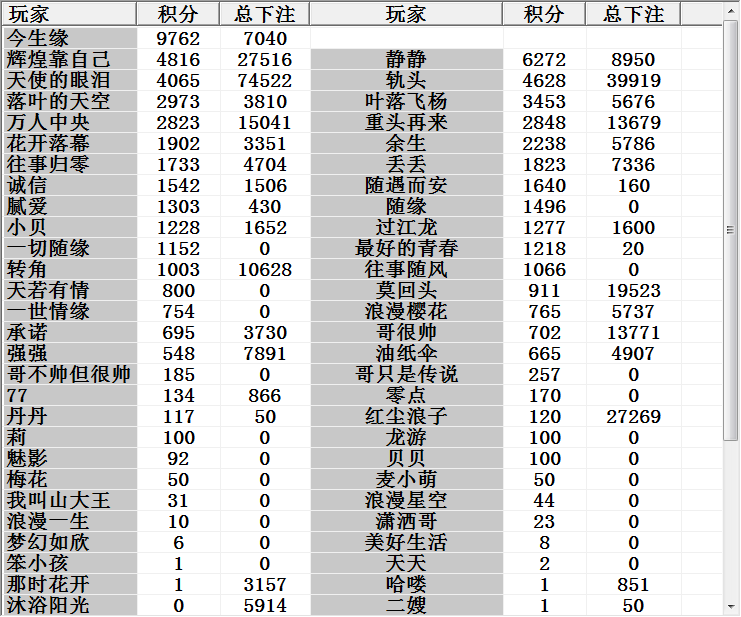 玩家 积分 总下注 玩家 积分 总下注
今生缘 9762 7040
辉煌靠自己 4816 27516 静静 6272 8950
天使的眼泪 4065 74522 轨头 4628 39919
落叶的天空 2973 3810 叶落飞杨 3453 5676
万人中央 2823 15041 重头再来 2848 13679
花开落幕 1902 3351 余生 2238 5786
往事归零 1733 4704 丢丢 1823 7336
诚信 1542 1506 随遇而安 1640 160
腻爱 1303 430 随缘 1496 0
小贝 1228 1652 过江龙 1277 1600
一切随缘 1152 0 最好的青春 1218 20
转角 1003 10628 往事随风 1066 0
天若有情 800 0 莫回头 911 19523
一世情缘 754 0 浪漫樱花 765 5737
承诺 695 3730 哥很帅 702 13771
强强 548 7891 油纸伞 665 4907
哥不帅但很帅 185 0 哥只是传说 257 0
77 134 866 零点 170 0
丹丹 117 50 红尘浪子 120 27269
莉 100 0 龙游 100 0
魅影 92 0 贝贝 100 0
梅花 50 0 麦小萌 50 0
我叫山大王 31 0 浪漫星空 44 0
浪漫一生 10 0 潇洒哥 23 0
梦幻如欣 6 0 美好生活 8 0
笨小孩 1 0 天天 2 0
那时花开 1 3157 哈喽 1 851
沐浴阳光 0 5914 二嫂 1 50